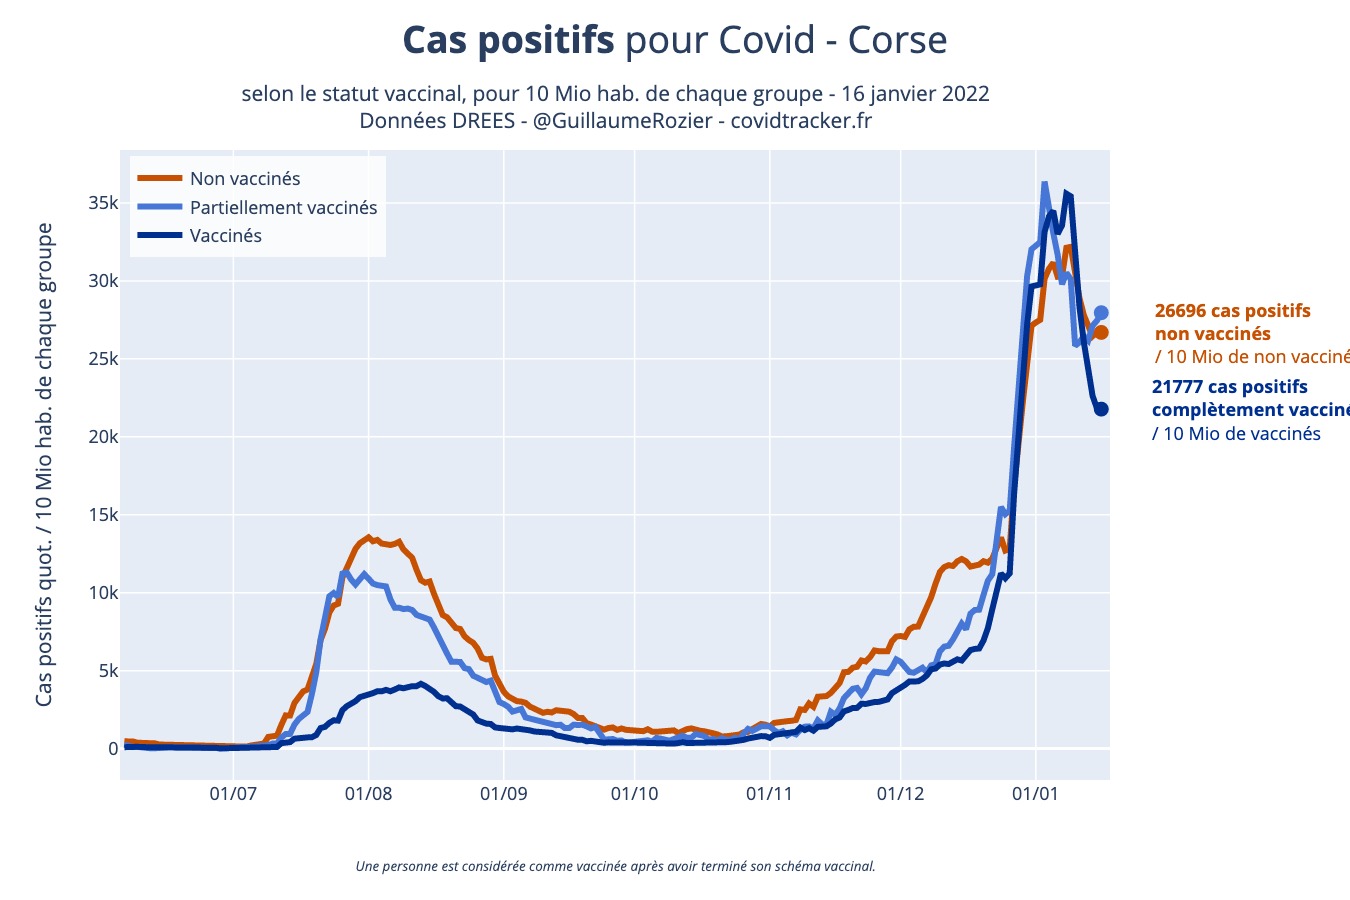 Cas positifs pour Covid - Corse
selon le statut vaccinal, pour 10 Mio hab. de chaque groupe - 16 janvier 2022
Données DREES - @GuillaumeRozier - covidtracker.fr
Non vaccinés
Partiellement vaccinés
Vaccinés
Cas positifs quot. / 10 Mio hab. de chaque groupe
35k
30k
25k
20k
15k
10k
5k
0
01/07
01/08
01/09
01/10
01/11
01/12
01/01
26696 cas positifs
non vaccinés
/ 10 Mio de non vacciné
21777 cas positifs
complètement vacciné
/ 10 Mio de vaccinés
Une personne est considérée comme vaccinée après avoir terminé son schéma vaccinal.